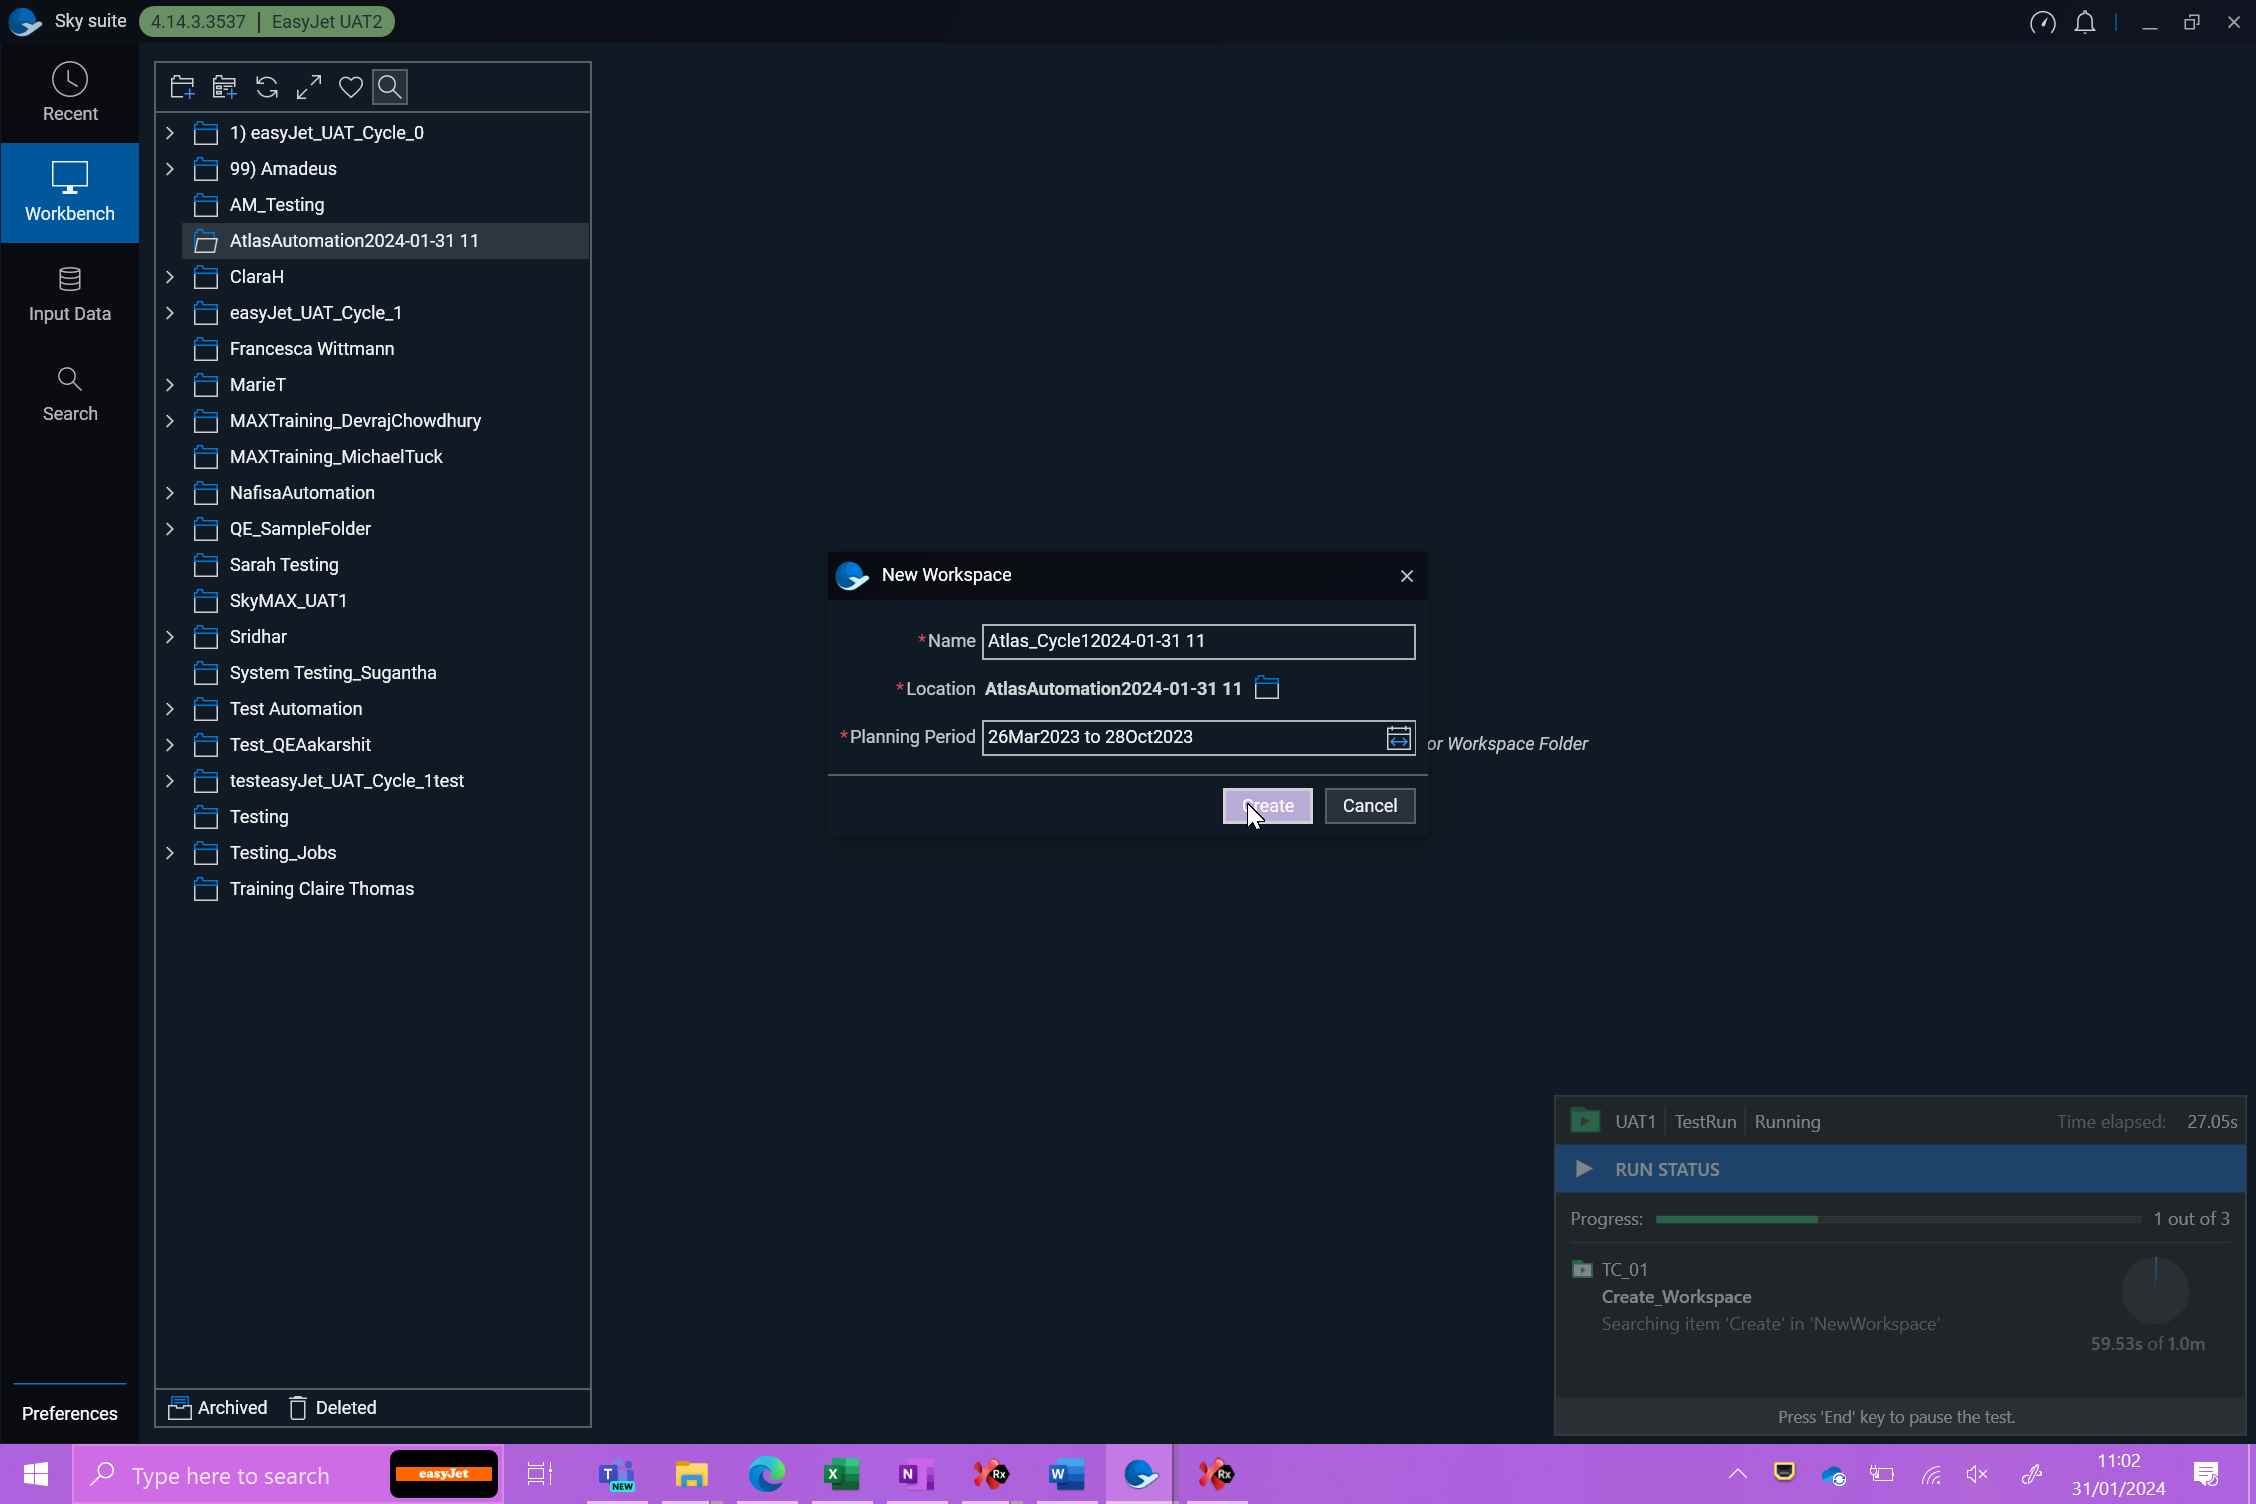 Sky suite
4.14.3.3537 | EasyJet UAT2
Recent
Workbench
Input Data
Search
1) easyJet_UAT_Cycle_0
99) Amadeus
AM_Testing
AtlasAutomation2024-01-31 11
ClaraH
easyJet_UAT_Cycle_1
Francesca Wittmann
MarieT
MAXTraining_DevrajChowdhury
MAXTraining_MichaelTuck
NafisaAutomation
QE_SampleFolder
Sarah Testing
SkyMAX_UAT1
Sridhar
System Testing_Sugantha
Test Automation
Test_QEAakarshit
testeasyJet_UAT_Cycle_1test
Testing
Testing_Jobs
Training Claire Thomas
Archived Deleted
Preferences
New Workspace
*Name Atlas_Cycle12024-01-31 11
*Location AtlasAutomation2024-01-31 11
*Planning Period 26Mar2023 to 28Oct2023
or Workspace Folder
Create Cancel
UAT1 TestRun Running Time elapsed: 27.05s
RUN STATUS
Progress: 1 out of 3
TC_01
Create_Workspace
Searching item 'Create' in 'NewWorkspace'
59.53s of 1.0m
Press 'End' key to pause the test.
Type here to search
easyJet
T NEW
X
N
Rx
W
Rx
11:02
31/01/2024